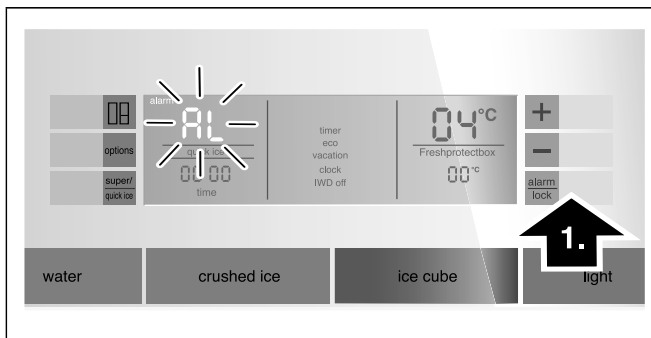 alarm
AL
quick ice
00 00
time
timer
eco
vacation
clock
IWD off
04°C
Freshprotectbox
00°C
options
super/
quick ice
+
−
alarm
lock
1.
water
crushed ice
ice cube
light